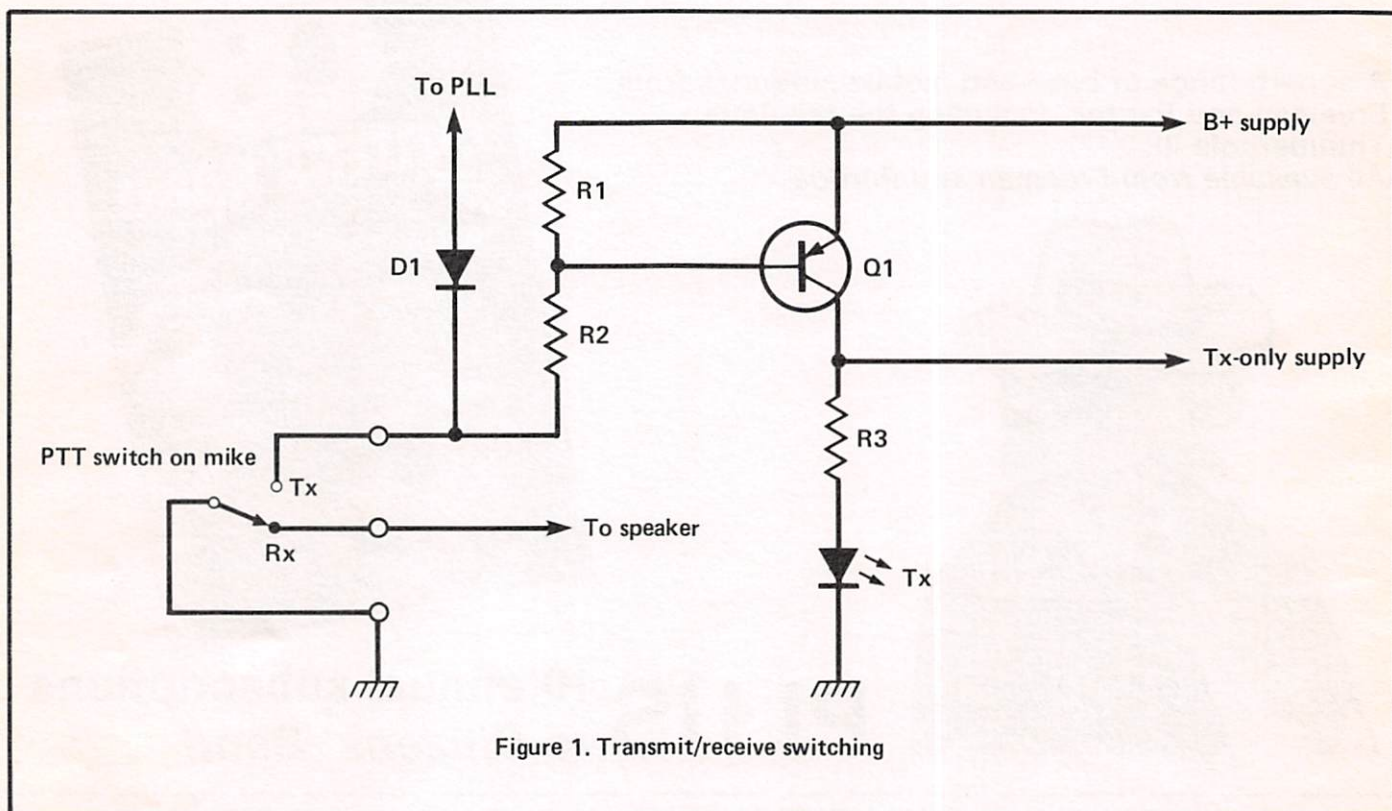 To PLL
B+ supply
R1
D1
Q1
R2
Tx-only supply
R3
PTT switch on mike
Tx
To speaker
Rx
Tx
Figure 1. Transmit/receive switching